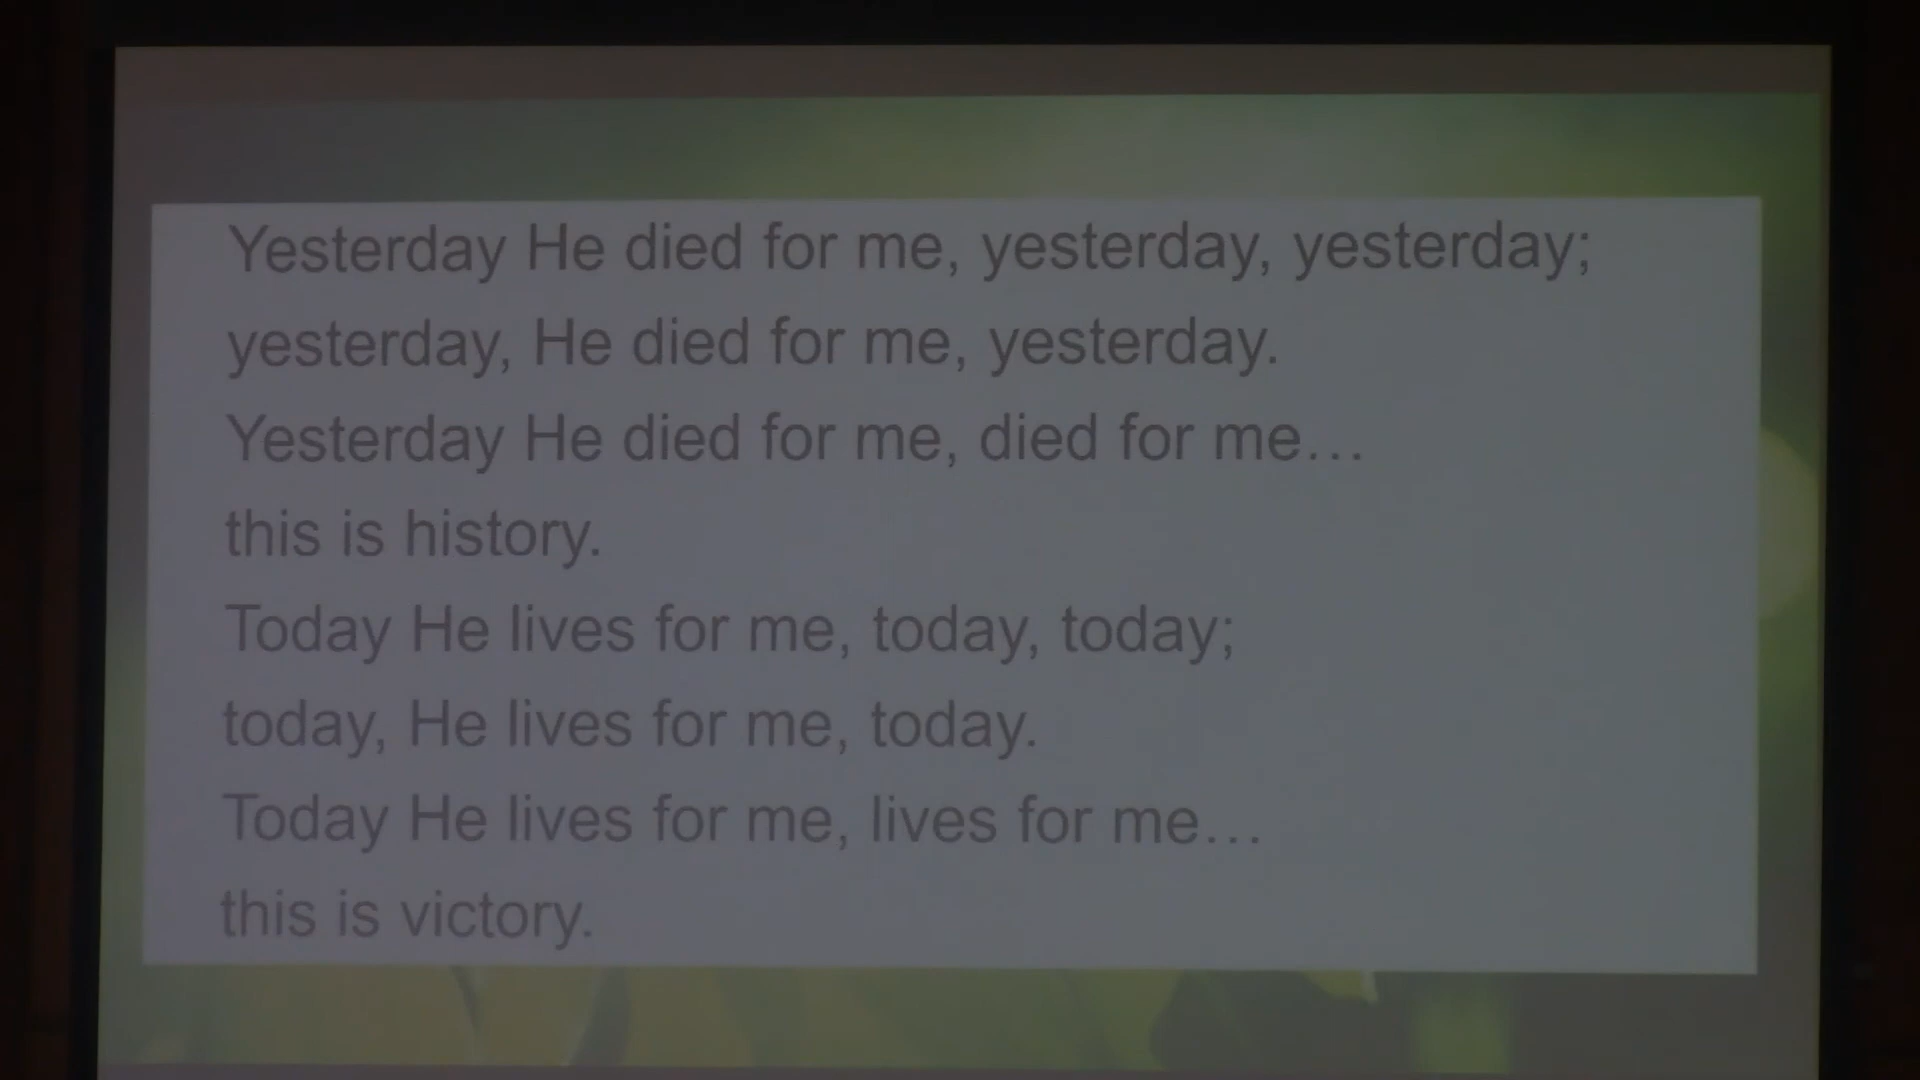 Yesterday He died for me, yesterday, yesterday;
yesterday, He died for me, yesterday.
Yesterday He died for me, died for me…
this is history.
Today He lives for me, today, today;
today, He lives for me, today.
Today He lives for me, lives for me…
this is victory.